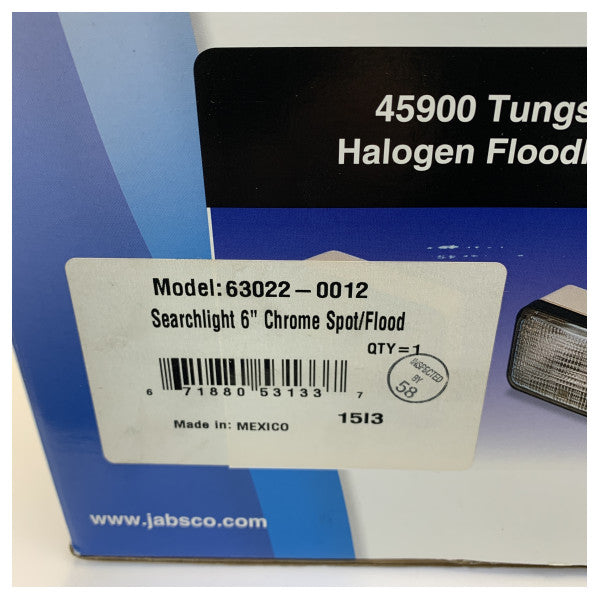 45900 Tungs
Halogen Floodl
Model:63022-0012
Searchlight 6" Chrome Spot/Flood
QTY=1
INSPECTED
BY
58
6 71880 53133 7
15I3
Made in: MEXICO
www.jabsco.com